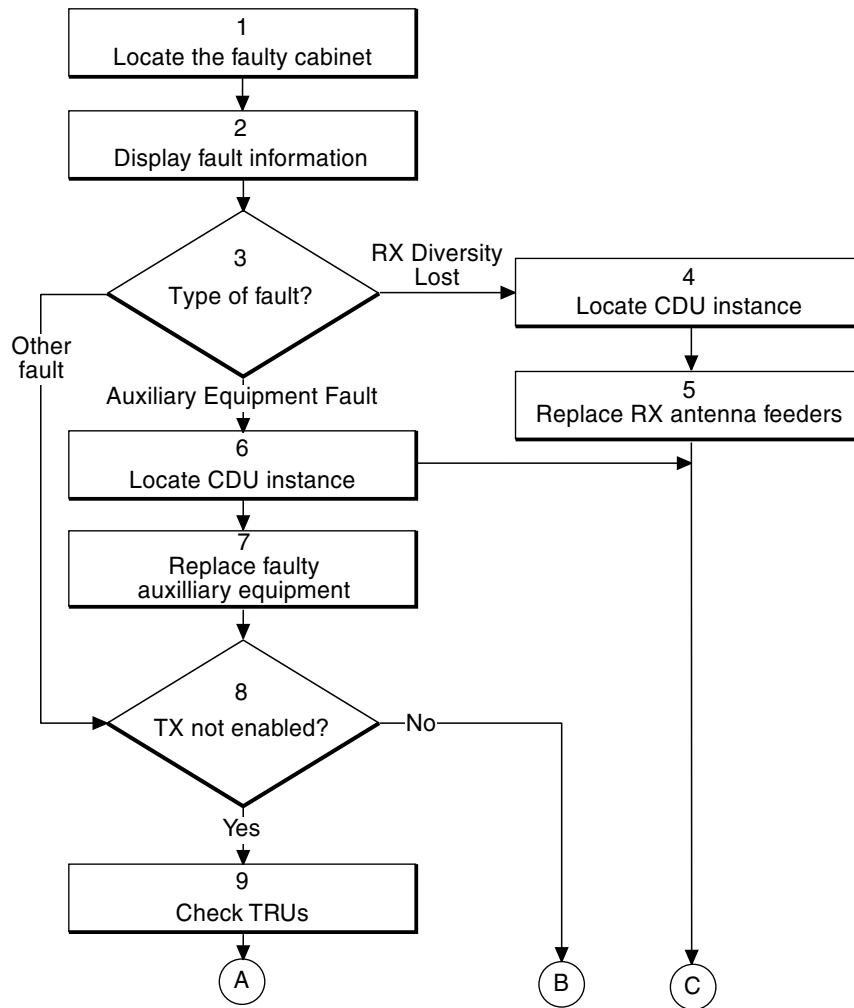 1
Locate the faulty cabinet
2
Display fault information
3
Type of fault?
RX Diversity
Lost
4
Locate CDU instance
Other
fault
Auxiliary Equipment Fault
5
Replace RX antenna feeders
6
Locate CDU instance
7
Replace faulty
auxilliary equipment
8
TX not enabled?
No
Yes
9
Check TRUs
A
B
C